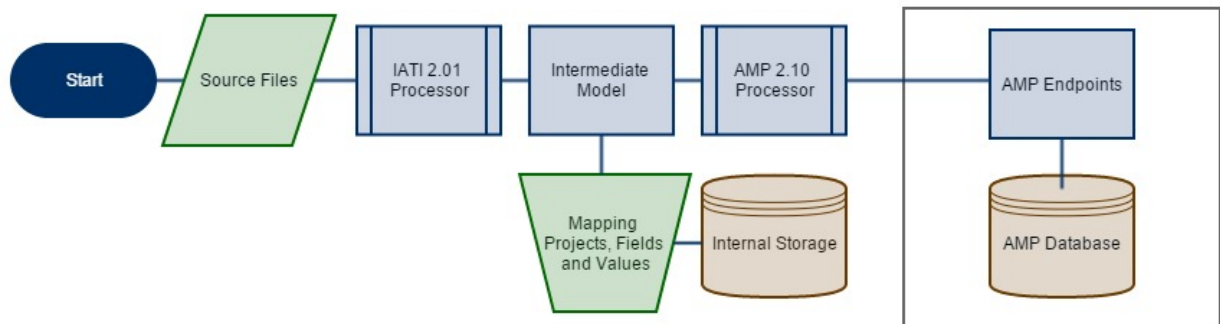 Start
Source Files
IATI 2.01
Processor
Intermediate
Model
AMP 2.10
Processor
AMP Endpoints
Mapping
Projects, Fields
and Values
Internal Storage
AMP Database